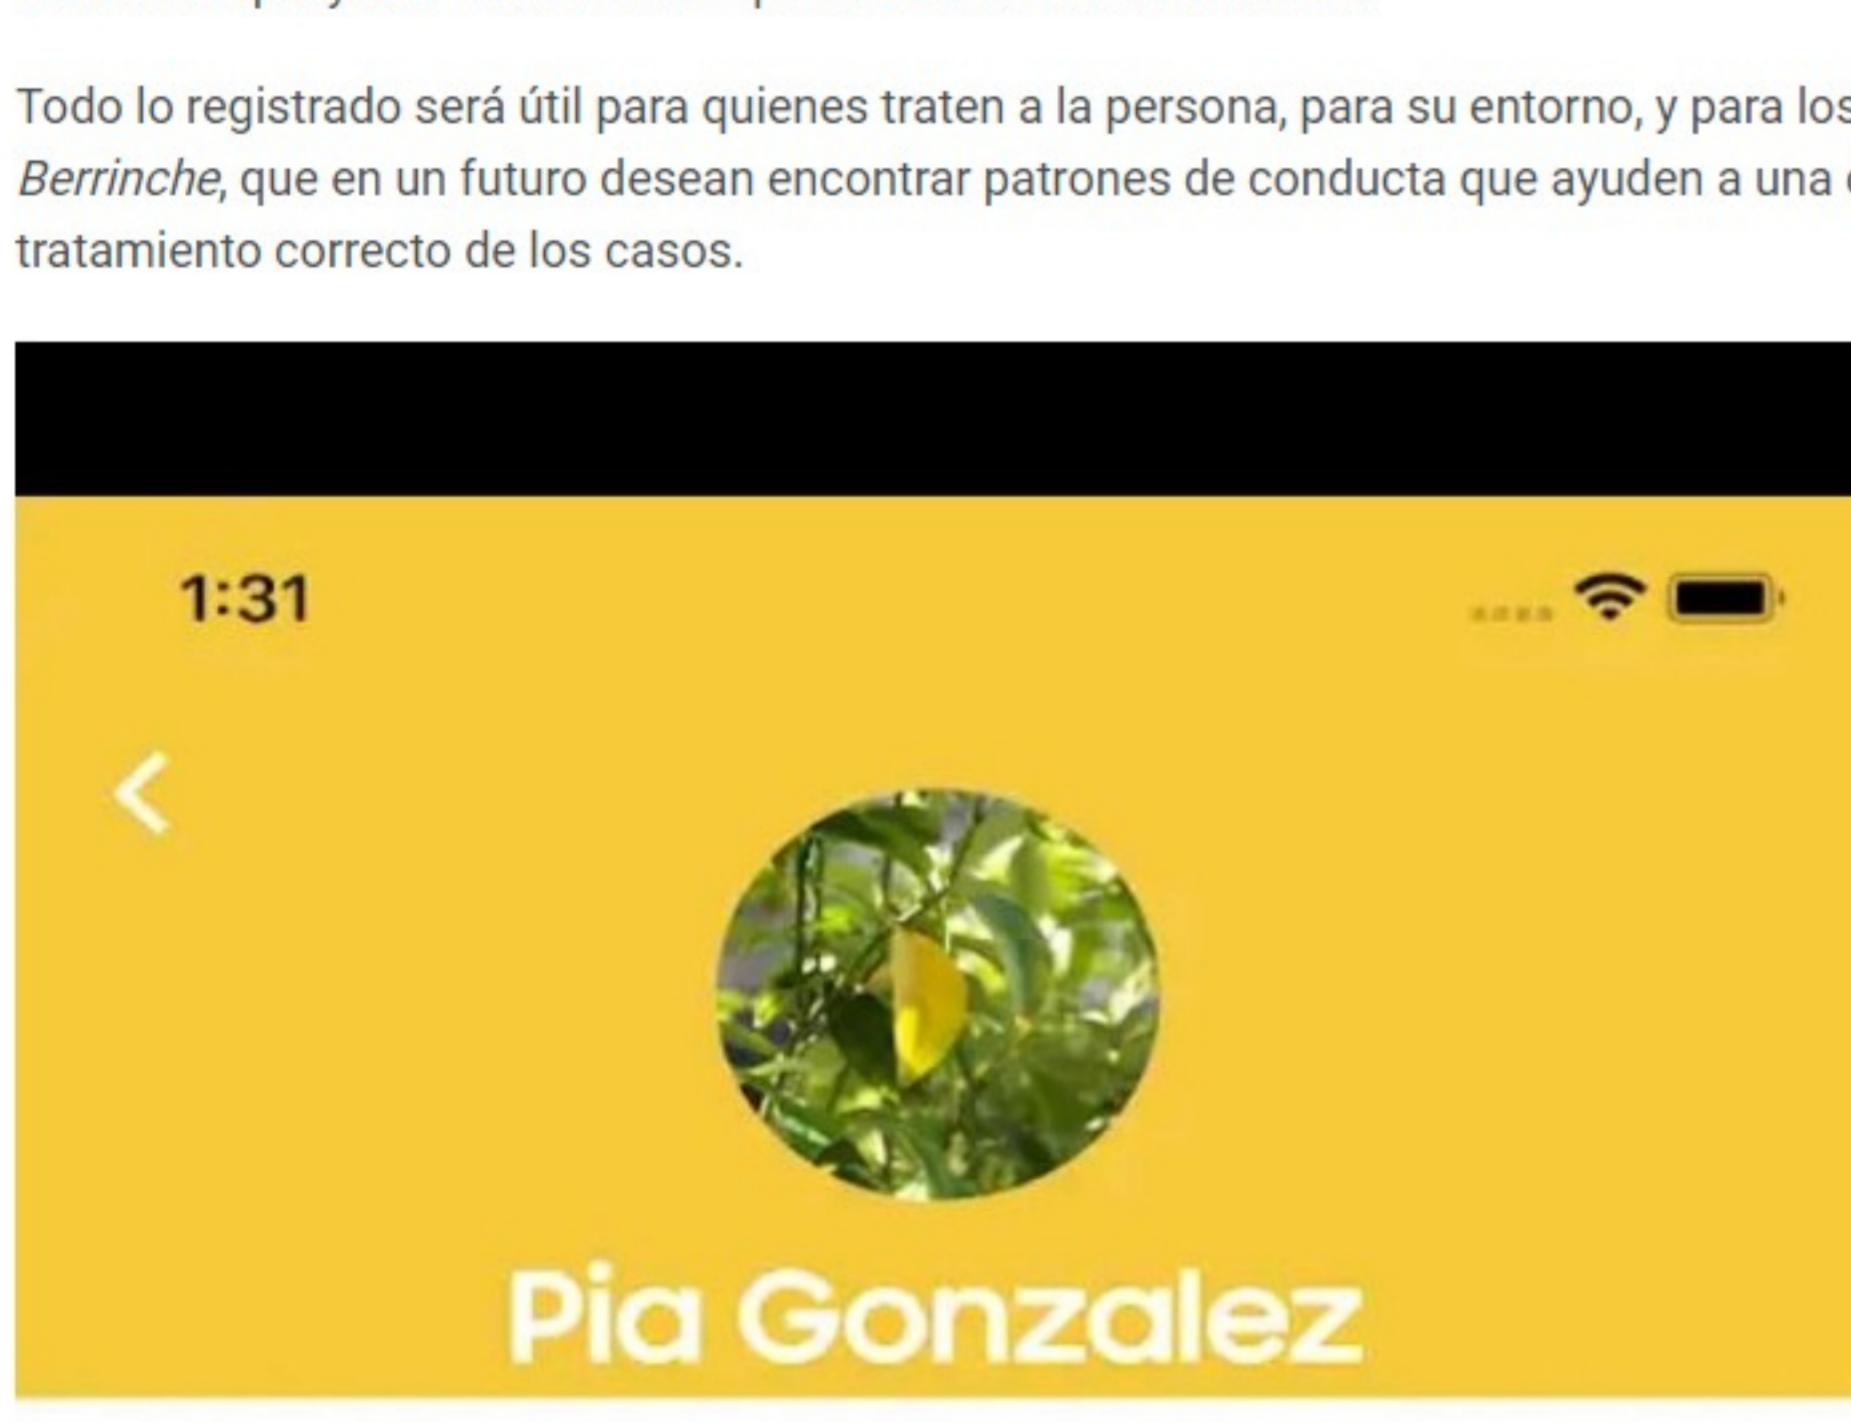 Todo lo registrado será útil para quienes traten a la persona, para su entorno, y para los
Berrinche, que en un futuro desean encontrar patrones de conducta que ayuden a una
tratamiento correcto de los casos.
1:31
Pia Gonzalez